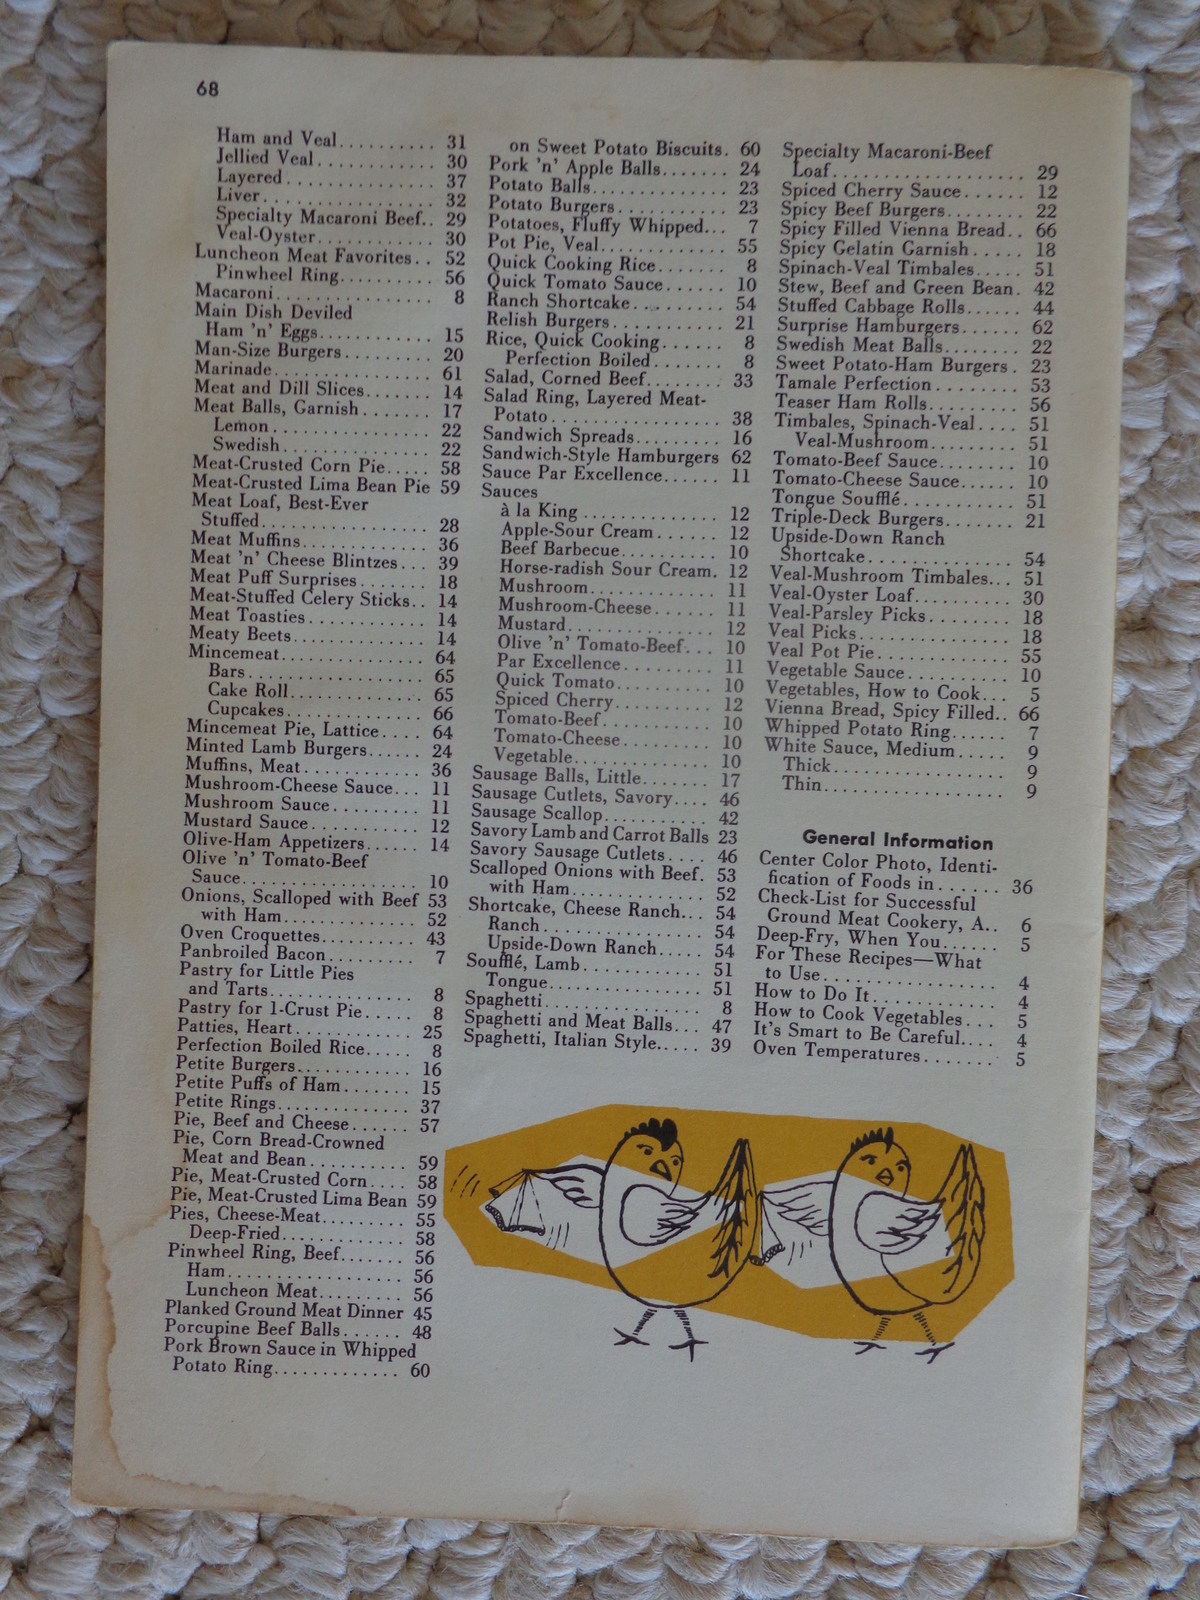 68
Ham and Veal.......... 31
Jellied Veal............. 30
Layered................. 37
Liver.................... 32
Specialty Macaroni Beef.. 29
Veal-Oyster............. 30
Luncheon Meat Favorites.. 52
Pinwheel Ring........... 56
Macaroni................. 8
Main Dish Deviled
Ham 'n' Eggs............ 15
Man-Size Burgers.......... 20
Marinade................. 61
Meat and Dill Slices........ 14
Meat Balls, Garnish........ 17
Lemon.................. 22
Swedish................. 22
Meat-Crusted Corn Pie..... 58
Meat-Crusted Lima Bean Pie 59
Meat Loaf, Best-Ever
Stuffed................. 28
Meat Muffins.............. 36
Meat 'n' Cheese Blintzes... 39
Meat Puff Surprises....... 18
Meat-Stuffed Celery Sticks.. 14
Meat Toasties............. 14
Meaty Beets.............. 14
Mincemeat............... 64
Bars................... 65
Cake Roll............... 65
Cupcakes............... 66
Mincemeat Pie, Lattice.... 64
Minted Lamb Burgers...... 24
Muffins, Meat............. 36
Mushroom-Cheese Sauce... 11
Mushroom Sauce.......... 11
Mustard Sauce............ 12
Olive-Ham Appetizers...... 14
Olive 'n' Tomato-Beef
Sauce................... 10
Onions, Scalloped with Beef 53
with Ham............... 52
Oven Croquettes.......... 43
Panbroiled Bacon.......... 7
Pastry for Little Pies
and Tarts............... 8
Pastry for 1-Crust Pie..... 8
Patties, Heart............ 25
Perfection Boiled Rice..... 8
Petite Burgers............ 16
Petite Puffs of Ham....... 15
Petite Rings.............. 37
Pie, Beef and Cheese...... 57
Pie, Corn Bread-Crowned
Meat and Bean.......... 59
Pie, Meat-Crusted Corn.... 58
Pie, Meat-Crusted Lima Bean 59
Pies, Cheese-Meat......... 55
Deep-Fried.............. 58
Pinwheel Ring, Beef....... 56
Ham................... 56
Luncheon Meat.......... 56
Planked Ground Meat Dinner 45
Porcupine Beef Balls...... 48
Pork Brown Sauce in Whipped
Potato Ring............. 60
on Sweet Potato Biscuits. 60
Pork 'n' Apple Balls....... 24
Potato Balls.............. 23
Potato Burgers............ 23
Potatoes, Fluffy Whipped... 7
Pot Pie, Veal............. 55
Quick Cooking Rice........ 8
Quick Tomato Sauce....... 10
Ranch Shortcake.......... 54
Relish Burgers............ 21
Rice, Quick Cooking....... 8
Perfection Boiled......... 8
Salad, Corned Beef........ 33
Salad Ring, Layered Meat-
Potato.................. 38
Sandwich Spreads......... 16
Sandwich-Style Hamburgers 62
Sauce Par Excellence...... 11
Sauces
à la King............... 12
Apple-Sour Cream....... 12
Beef Barbecue........... 10
Horse-radish Sour Cream. 12
Mushroom.............. 11
Mushroom-Cheese....... 11
Mustard................ 12
Olive 'n' Tomato-Beef... 10
Par Excellence.......... 11
Quick Tomato........... 10
Spiced Cherry........... 12
Tomato-Beef............ 10
Tomato-Cheese.......... 10
Vegetable............... 10
Sausage Balls, Little....... 17
Sausage Cutlets, Savory.... 46
Sausage Scallop........... 42
Savory Lamb and Carrot Balls 23
Savory Sausage Cutlets.... 46
Scalloped Onions with Beef. 53
with Ham............... 52
Shortcake, Cheese Ranch... 54
Ranch.................. 54
Upside-Down Ranch..... 54
Soufflé, Lamb............ 51
Tongue................. 51
Spaghetti................ 8
Spaghetti and Meat Balls... 47
Spaghetti, Italian Style..... 39
Specialty Macaroni-Beef
Loaf................... 29
Spiced Cherry Sauce...... 12
Spicy Beef Burgers........ 22
Spicy Filled Vienna Bread.. 66
Spicy Gelatin Garnish..... 18
Spinach-Veal Timbales..... 51
Stew, Beef and Green Bean. 42
Stuffed Cabbage Rolls..... 44
Surprise Hamburgers...... 62
Swedish Meat Balls........ 22
Sweet Potato-Ham Burgers. 23
Tamale Perfection......... 53
Teaser Ham Rolls.......... 56
Timbales, Spinach-Veal.... 51
Veal-Mushroom......... 51
Tomato-Beef Sauce........ 10
Tomato-Cheese Sauce...... 10
Tongue Soufflé............ 51
Triple-Deck Burgers....... 21
Upside-Down Ranch
Shortcake............... 54
Veal-Mushroom Timbales... 51
Veal-Oyster Loaf.......... 30
Veal-Parsley Picks........ 18
Veal Picks................ 18
Veal Pot Pie.............. 55
Vegetable Sauce.......... 10
Vegetables, How to Cook... 5
Vienna Bread, Spicy Filled.. 66
Whipped Potato Ring...... 7
White Sauce, Medium..... 9
Thick.................. 9
Thin................... 9
General Information
Center Color Photo, Identi-
fication of Foods in...... 36
Check-List for Successful
Ground Meat Cookery, A.. 6
Deep-Fry, When You...... 5
For These Recipes—What
to Use.................. 4
How to Do It............. 4
How to Cook Vegetables... 5
It's Smart to Be Careful.... 4
Oven Temperatures........ 5